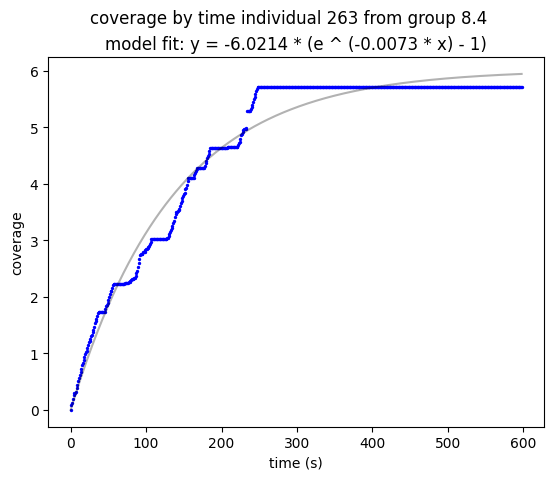 coverage by time individual 263 from group 8.4
model fit: y = -6.0214 * (e ^ (-0.0073 * x) - 1)
6
5
4
3
2
1
0
coverage
0 100 200 300 400 500 600
time (s)